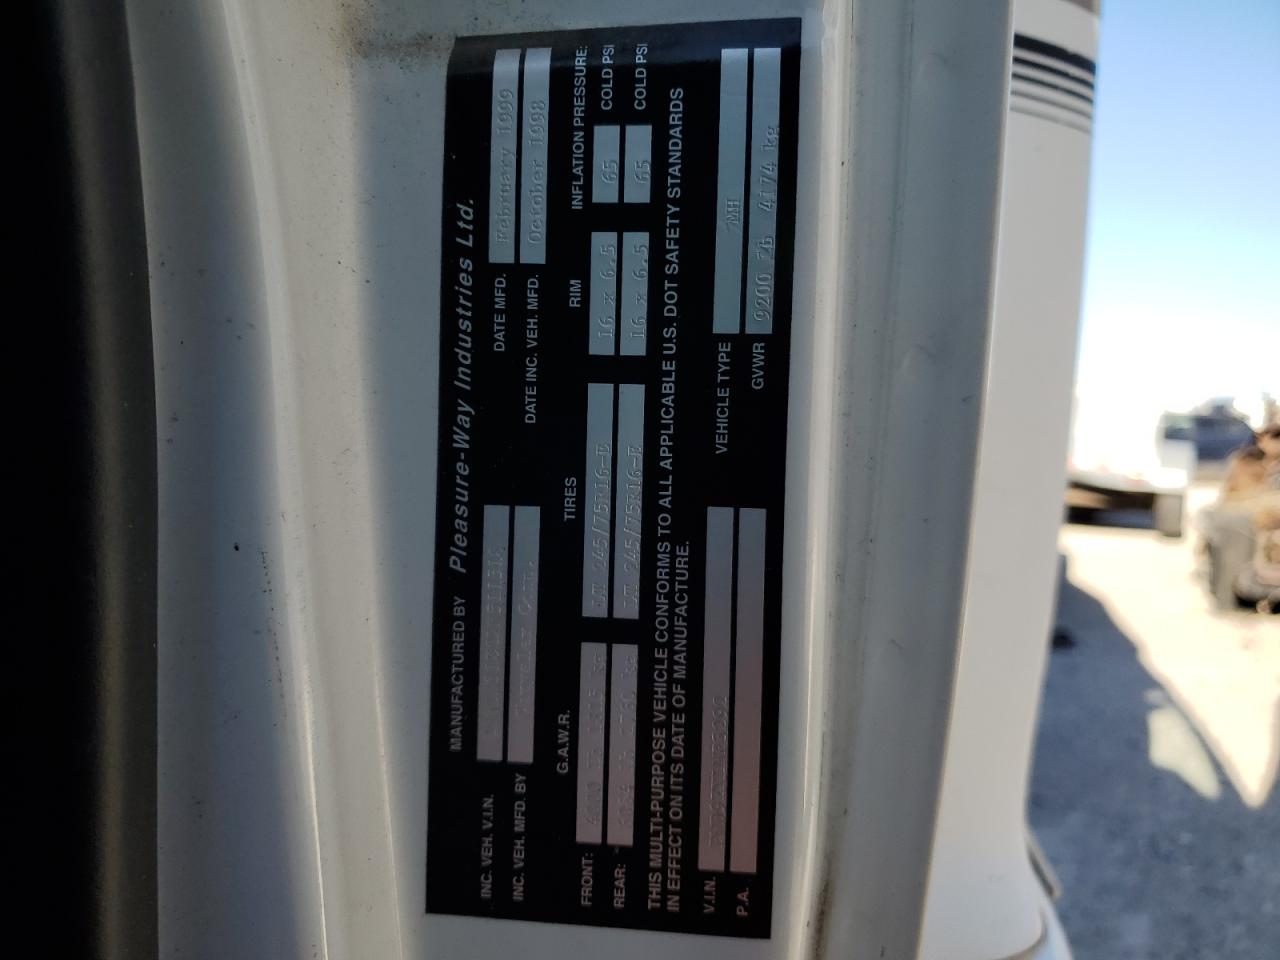 MANUFACTURED BY Pleasure-Way Industries Ltd.
INC. VEH. V.I.N. DATE MFD. February 1999
INC. VEH. MFD. BY Chrysler Corp. DATE INC. VEH. MFD. October 1998
G.A.W.R. TIRES RIM INFLATION PRESSURE:
FRONT: LT 245/75R16-E 16 x 6.5 65 COLD PSI
REAR: LT 245/75R16-E 16 x 6.5 65 COLD PSI
THIS MULTI-PURPOSE VEHICLE CONFORMS TO ALL APPLICABLE U.S. DOT SAFETY STANDARDS
IN EFFECT ON ITS DATE OF MANUFACTURE.
V.I.N. VEHICLE TYPE 7MH
P.A. GVWR 9200 Lb 4174 kg